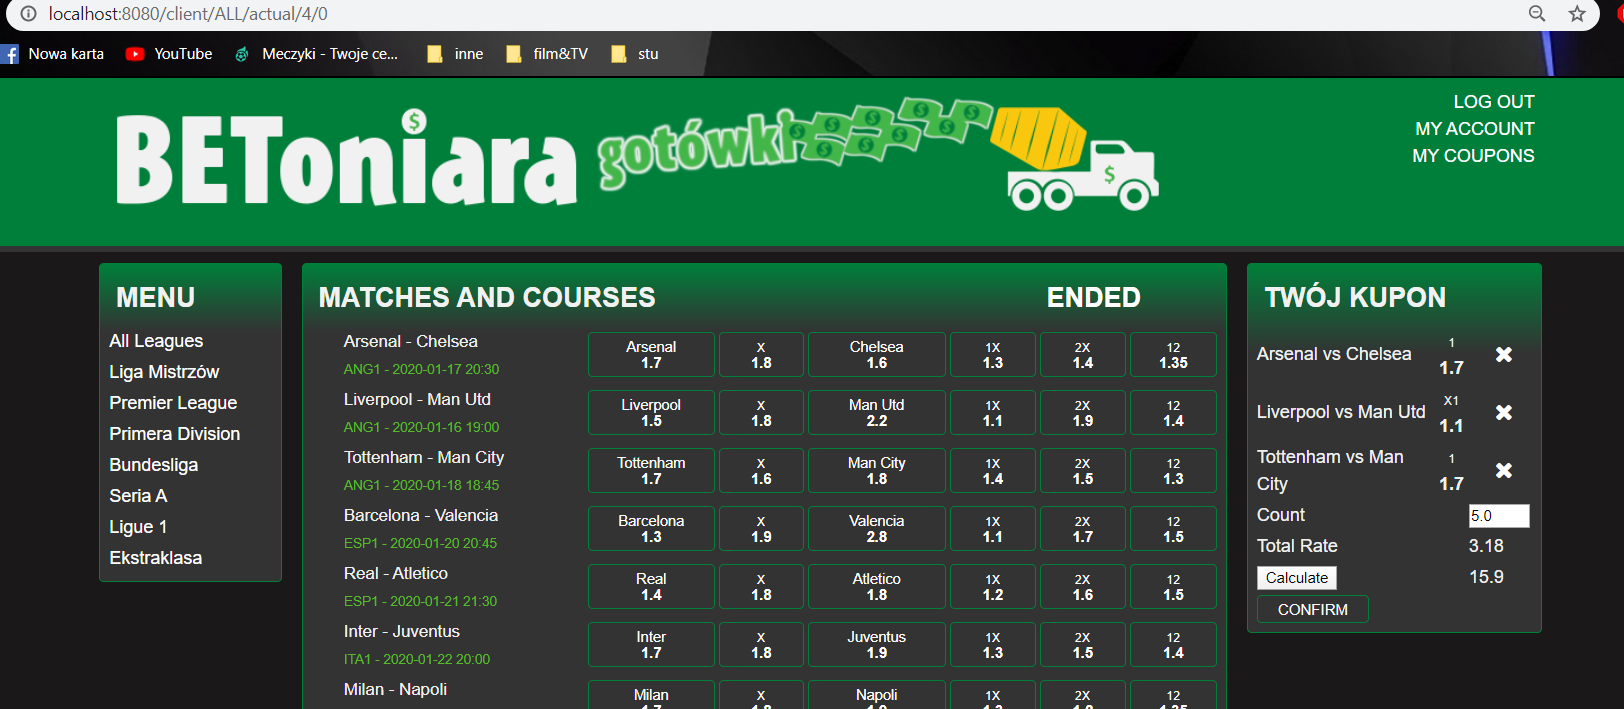 localhost:8080/client/ALL/actual/4/0
Nowa karta YouTube Meczyki - Twoje ce... inne film&TV stu
BEToniara gotówki
LOG OUT
MY ACCOUNT
MY COUPONS
MENU
All Leagues
Liga Mistrzów
Premier League
Primera Division
Bundesliga
Seria A
Ligue 1
Ekstraklasa
MATCHES AND COURSES ENDED
Arsenal - Chelsea
ANG1 - 2020-01-17 20:30
Arsenal X Chelsea 1X 2X 12
1.7 1.8 1.6 1.3 1.4 1.35
Liverpool - Man Utd
ANG1 - 2020-01-16 19:00
Liverpool X Man Utd 1X 2X 12
1.5 1.8 2.2 1.1 1.9 1.4
Tottenham - Man City
ANG1 - 2020-01-18 18:45
Tottenham X Man City 1X 2X 12
1.7 1.6 1.8 1.4 1.5 1.3
Barcelona - Valencia
ESP1 - 2020-01-20 20:45
Barcelona X Valencia 1X 2X 12
1.3 1.9 2.8 1.1 1.7 1.5
Real - Atletico
ESP1 - 2020-01-21 21:30
Real X Atletico 1X 2X 12
1.4 1.8 1.8 1.2 1.6 1.5
Inter - Juventus
ITA1 - 2020-01-22 20:00
Inter X Juventus 1X 2X 12
1.7 1.8 1.9 1.3 1.5 1.4
Milan - Napoli
Milan X Napoli 1X 2X 12
TWÓJ KUPON
Arsenal vs Chelsea 1
1.7
Liverpool vs Man Utd X1
1.1
Tottenham vs Man
City
1
1.7
Count 5.0
Total Rate 3.18
Calculate 15.9
CONFIRM